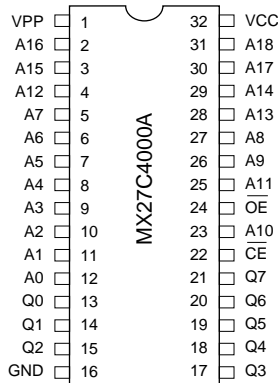 VPP 1 32 VCC
A16 2 31 A18
A15 3 30 A17
A12 4 29 A14
A7 5 28 A13
A6 6 27 A8
A5 7 26 A9
A4 8 25 A11
A3 9 24 OE
A2 10 23 A10
A1 11 22 CE
A0 12 21 Q7
Q0 13 20 Q6
Q1 14 19 Q5
Q2 15 18 Q4
GND 16 17 Q3
MX27C4000A